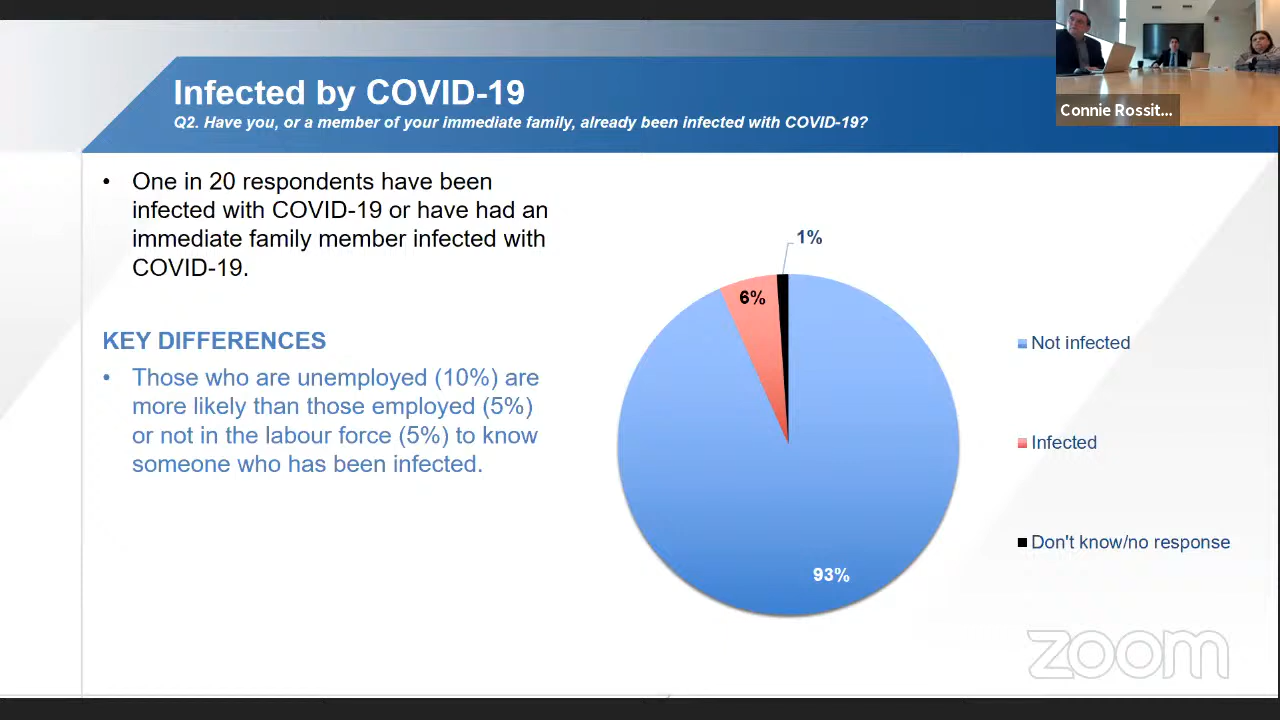 Infected by COVID-19
Q2. Have you, or a member of your immediate family, already been infected with COVID-19?
Connie Rossit...
• One in 20 respondents have been
infected with COVID-19 or have had an
immediate family member infected with
COVID-19.
KEY DIFFERENCES
• Those who are unemployed (10%) are
more likely than those employed (5%)
or not in the labour force (5%) to know
someone who has been infected.
1%
6%
93%
Not infected
Infected
Don't know/no response
zoom